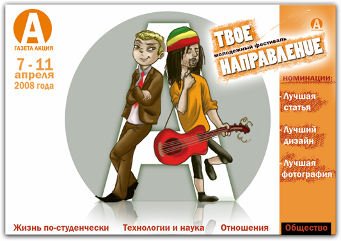 А
ГАЗЕТА АКЦИЯ
7 - 11
апреля
2008 года
ТВОЕ
молодежный фестиваль
НАПРАВЛЕНИЕ
А
НОМИНАЦИИ:
Лучшая
статья
Лучший
дизайн
Лучшая
фотография
А
Жизнь по-студенчески Технологии и наука Отношения Общество